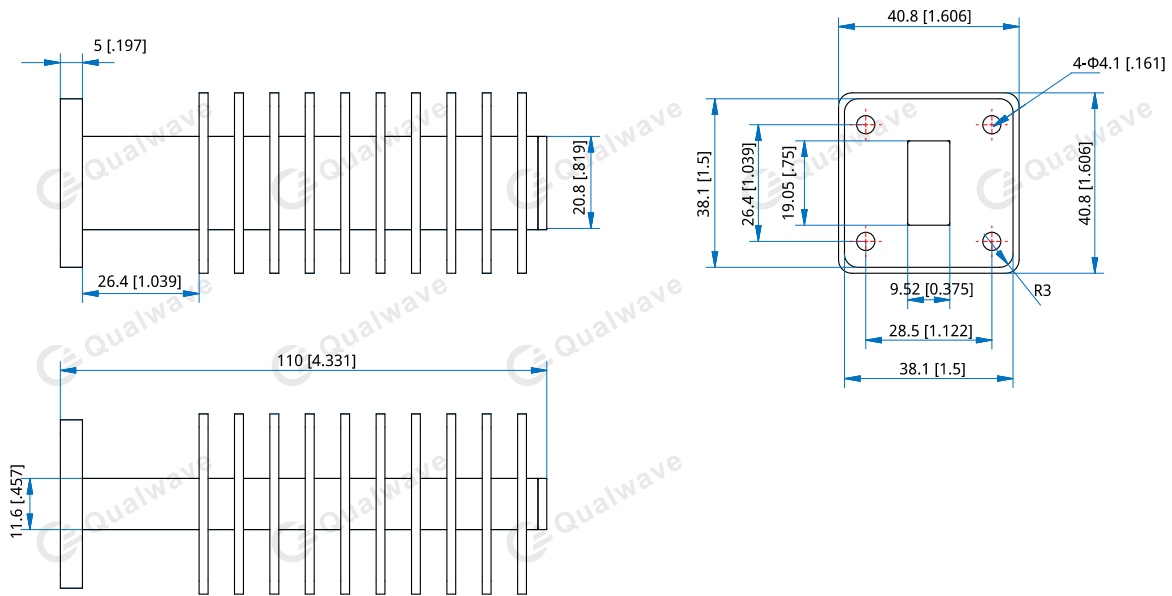 40.8 [1.606]
5 [.197]
4-Φ4.1 [.161]
Qualwave
Qualwave
Qualwave
Qualwave
Qualwave
20.8 [.819]
38.1 [1.5]
26.4 [1.039]
19.05 [.75]
40.8 [1.606]
26.4 [1.039]
9.52 [0.375]
R3
28.5 [1.122]
Qualwave
Qualwave
Qualwave
110 [4.331]
38.1 [1.5]
11.6 [.457]
Qualwave
Qualwave
Qualwave